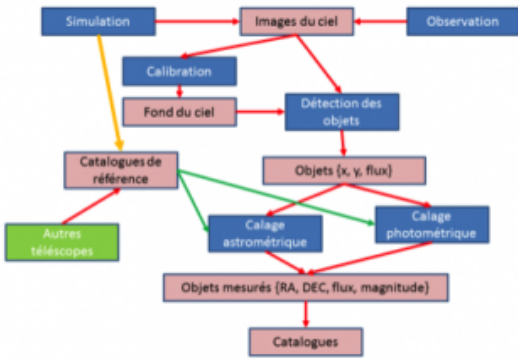 Simulation
Images du ciel
Observation
Calibration
Fond du ciel
Détection des
objets
Catalogues de
référence
Objets {x, y, flux}
Autres
téléscopes
Calage
astrométrique
Calage
photométrique
Objets mesurés {RA, DEC, flux, magnitude}
Catalogues